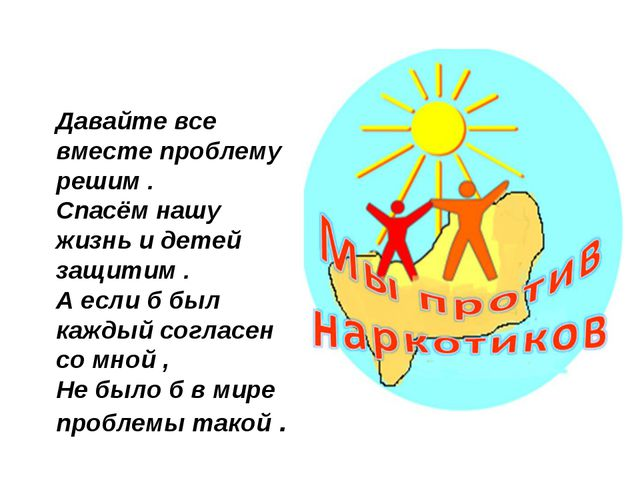 Давайте все
вместе проблему
решим .
Спасём нашу
жизнь и детей
защитим .
А если б был
каждый согласен
со мной ,
Не было б в мире
проблемы такой .
Мы против
наркотиков